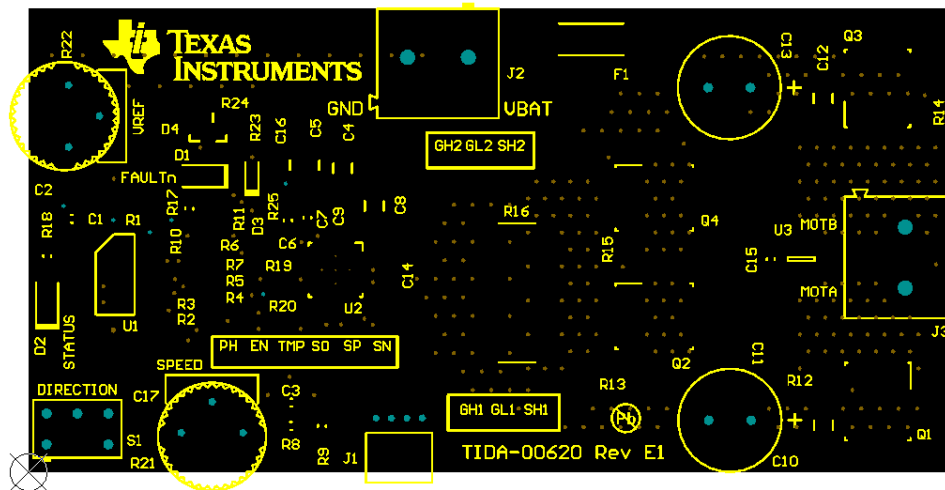 R22
TEXAS
INSTRUMENTS
VREF
R24
D4
R23
C16
C5
C4
GND
VBAT
J2
F1
C13
C12
Q3
R14
GH2 GL2 SH2
D1
FAULTn
C2
R18
C1
R1
R17
R10
R11
D3
R25
C7
C9
C8
R6
C6
R7
R19
R5
R4
R20
R3
R2
U2
C14
R16
R15
Q4
U3
C15
MOTB
MOTA
J3
U1
D2
STATUS
PH EN TMP SO SP SN
SPEED
DIRECTION
C17
C3
S1
R21
R8
R9
J1
GH1 GL1 SH1
R13
Pb
Q2
C11
R12
Q1
C10
TIDA-00620 Rev E1